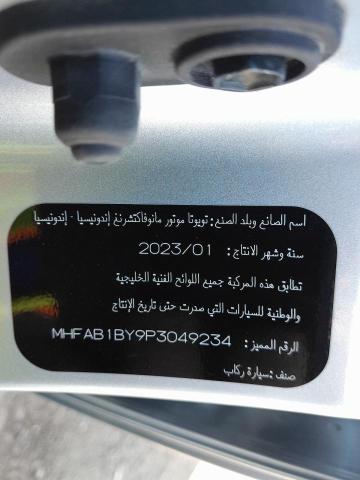 اسم الصانع وبلد الصنع: تويوتا موتور مانوفاكتشرنغ إندونيسيا - إندونيسيا
سنة وشهر الانتاج: 2023/01
تطابق هذه المركبة جميع اللوائح الفنية الخليجية
والوطنية للسيارات التي صدرت حتى تاريخ الإنتاج
الرقم المميز: MHFAB1BY9P3049234
صنف: سيارة ركاب